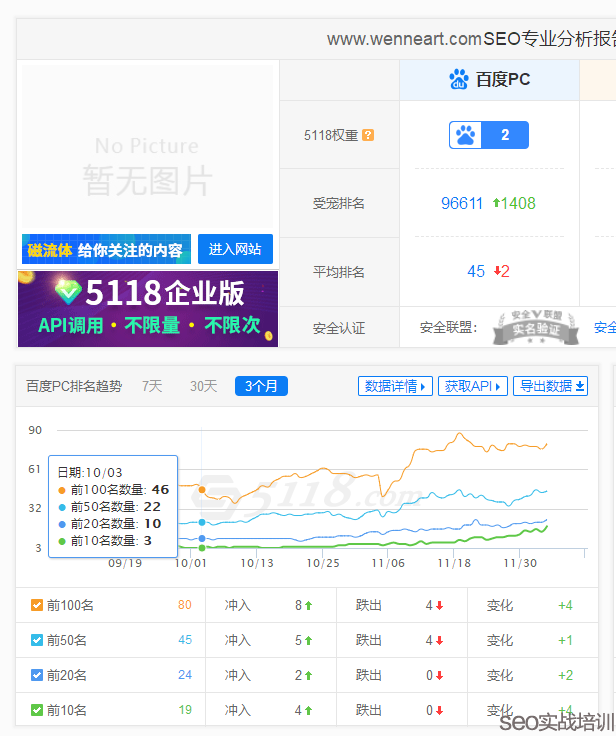 www.wenneart.comSEO专业分析报告
百度PC
No Picture
暂无图片
5118权重 ?
2
受宠排名
96611 1408
磁流体 给你关注的内容
进入网站
平均排名
45 2
5118企业版
API调用·不限量·不限次
安全认证
安全联盟:
安全联盟
实名验证
安全
百度PC排名趋势
7天
30天
3个月
数据详情
获取API
导出数据
90
61
32
3
日期:10/03
前100名数量: 46
前50名数量: 22
前20名数量: 10
前10名数量: 3
5118.com
09/19 10/01 10/13 10/25 11/06 11/18 11/30
前100名 80 冲入 8 跌出 4 变化 +4
前50名 45 冲入 5 跌出 4 变化 +1
前20名 24 冲入 2 跌出 0 变化 +2
前10名 19 冲入 4 跌出 0 变化 +4
seo实战培训